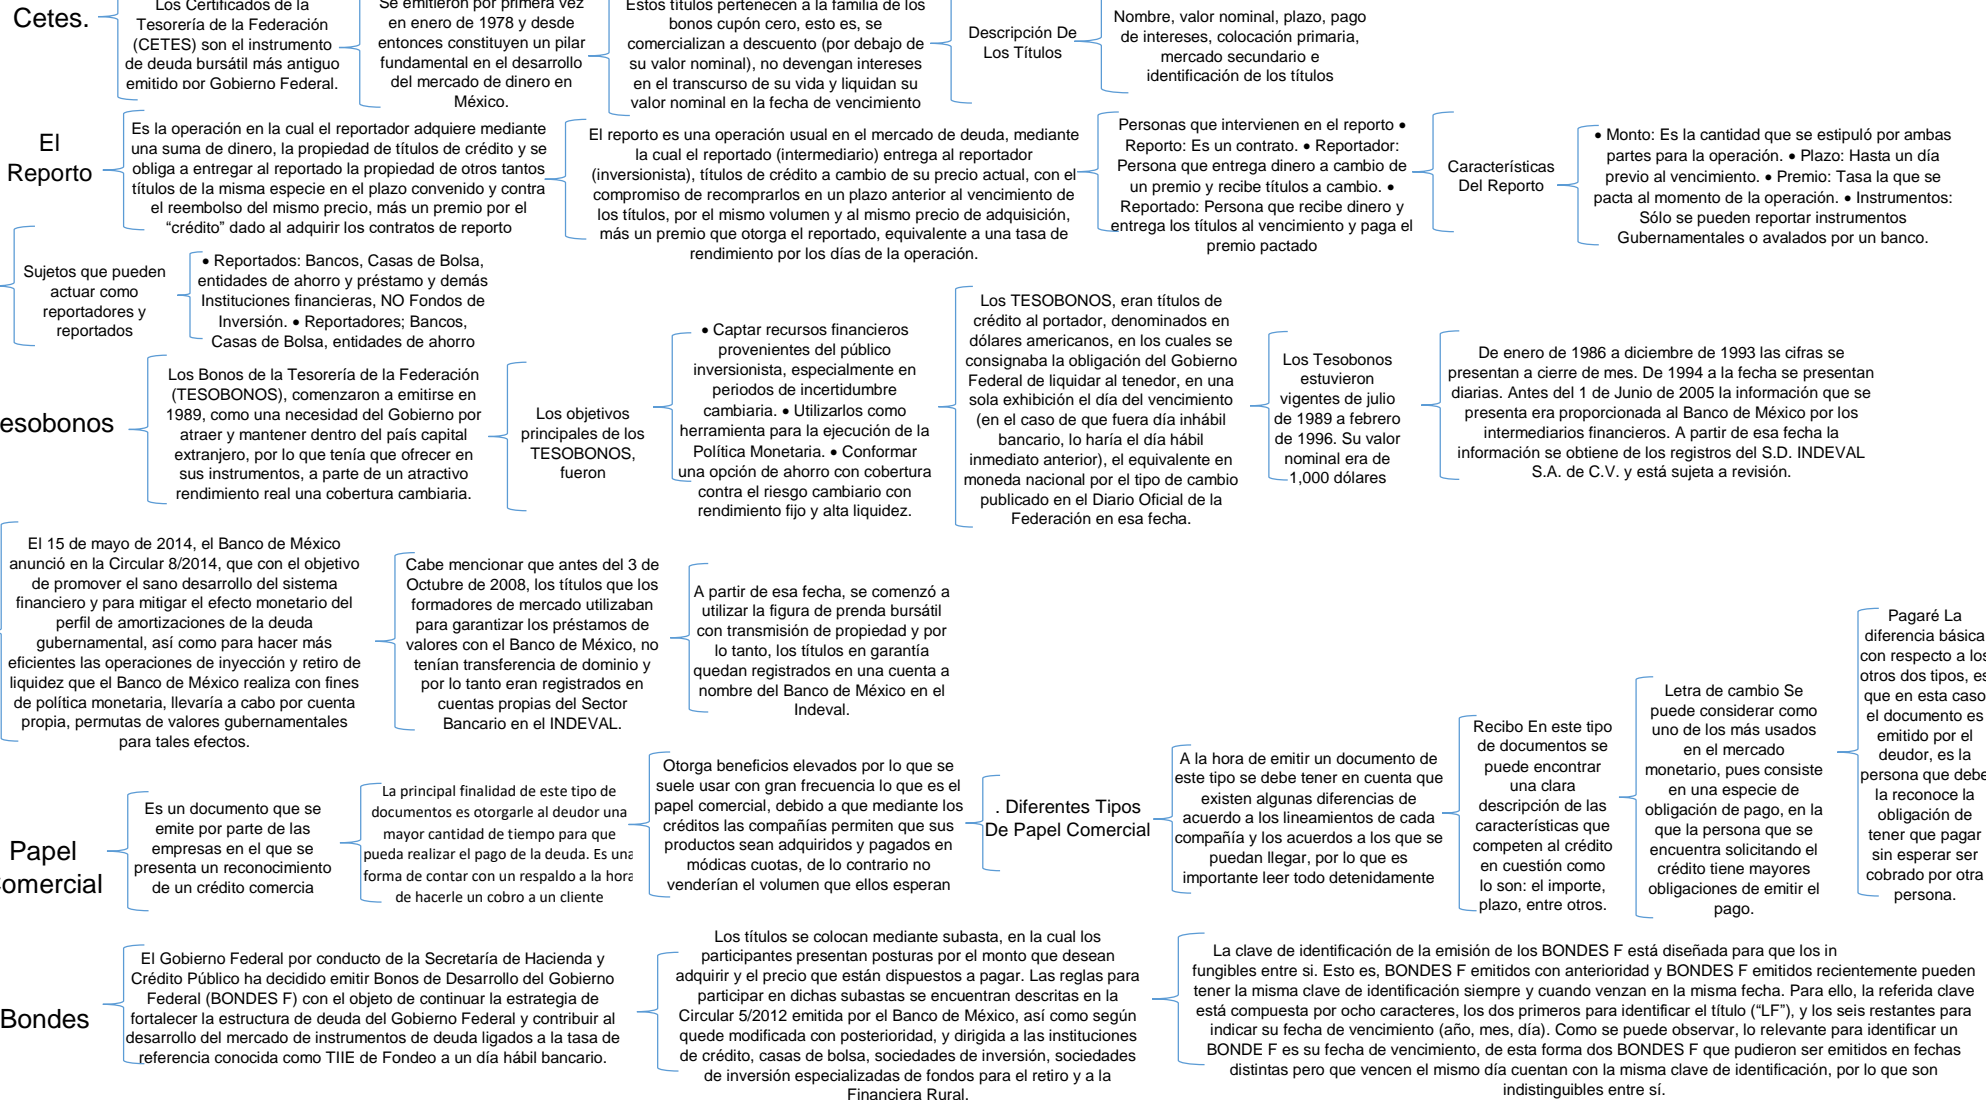 Cetes.
Los Certificados de la
Tesorería de la Federación
(CETES) son el instrumento
de deuda bursátil más antiguo
emitido por Gobierno Federal.
Se emitieron por primera vez
en enero de 1978 y desde
entonces constituyen un pilar
fundamental en el desarrollo
del mercado de dinero en
México.
Estos títulos pertenecen a la familia de los
bonos cupón cero, esto es, se
comercializan a descuento (por debajo de
su valor nominal), no devengan intereses
en el transcurso de su vida y liquidan su
valor nominal en la fecha de vencimiento
Descripción De
Los Títulos
Nombre, valor nominal, plazo, pago
de intereses, colocación primaria,
mercado secundario e
identificación de los títulos
El
Reporto
Es la operación en la cual el reportador adquiere mediante
una suma de dinero, la propiedad de títulos de crédito y se
obliga a entregar al reportado la propiedad de otros tantos
títulos de la misma especie en el plazo convenido y contra
el reembolso del mismo precio, más un premio por el
“crédito” dado al adquirir los contratos de reporto
El reporto es una operación usual en el mercado de deuda, mediante
la cual el reportado (intermediario) entrega al reportador
(inversionista), títulos de crédito a cambio de su precio actual, con el
compromiso de recomprarlos en un plazo anterior al vencimiento de
los títulos, por el mismo volumen y al mismo precio de adquisición,
más un premio que otorga el reportado, equivalente a una tasa de
rendimiento por los días de la operación.
Personas que intervienen en el reporto •
Reporto: Es un contrato. • Reportador:
Persona que entrega dinero a cambio de
un premio y recibe títulos a cambio. •
Reportado: Persona que recibe dinero y
entrega los títulos al vencimiento y paga el
premio pactado
Características
Del Reporto
• Monto: Es la cantidad que se estipuló por ambas
partes para la operación. • Plazo: Hasta un día
previo al vencimiento. • Premio: Tasa la que se
pacta al momento de la operación. • Instrumentos:
Sólo se pueden reportar instrumentos
Gubernamentales o avalados por un banco.
Sujetos que pueden
actuar como
reportadores y
reportados
• Reportados: Bancos, Casas de Bolsa,
entidades de ahorro y préstamo y demás
Instituciones financieras, NO Fondos de
Inversión. • Reportadores; Bancos,
Casas de Bolsa, entidades de ahorro
esobonos
Los Bonos de la Tesorería de la Federación
(TESOBONOS), comenzaron a emitirse en
1989, como una necesidad del Gobierno por
atraer y mantener dentro del país capital
extranjero, por lo que tenía que ofrecer en
sus instrumentos, a parte de un atractivo
rendimiento real una cobertura cambiaria.
Los objetivos
principales de los
TESOBONOS,
fueron
• Captar recursos financieros
provenientes del público
inversionista, especialmente en
periodos de incertidumbre
cambiaria. • Utilizarlos como
herramienta para la ejecución de la
Política Monetaria. • Conformar
una opción de ahorro con cobertura
contra el riesgo cambiario con
rendimiento fijo y alta liquidez.
Los TESOBONOS, eran títulos de
crédito al portador, denominados en
dólares americanos, en los cuales se
consignaba la obligación del Gobierno
Federal de liquidar al tenedor, en una
sola exhibición el día del vencimiento
(en el caso de que fuera día inhábil
bancario, lo haría el día hábil
inmediato anterior), el equivalente en
moneda nacional por el tipo de cambio
publicado en el Diario Oficial de la
Federación en esa fecha.
Los Tesobonos
estuvieron
vigentes de julio
de 1989 a febrero
de 1996. Su valor
nominal era de
1,000 dólares
De enero de 1986 a diciembre de 1993 las cifras se
presentan a cierre de mes. De 1994 a la fecha se presentan
diarias. Antes del 1 de Junio de 2005 la información que se
presenta era proporcionada al Banco de México por los
intermediarios financieros. A partir de esa fecha la
información se obtiene de los registros del S.D. INDEVAL
S.A. de C.V. y está sujeta a revisión.
El 15 de mayo de 2014, el Banco de México
anunció en la Circular 8/2014, que con el objetivo
de promover el sano desarrollo del sistema
financiero y para mitigar el efecto monetario del
perfil de amortizaciones de la deuda
gubernamental, así como para hacer más
eficientes las operaciones de inyección y retiro de
liquidez que el Banco de México realiza con fines
de política monetaria, llevaría a cabo por cuenta
propia, permutas de valores gubernamentales
para tales efectos.
Cabe mencionar que antes del 3 de
Octubre de 2008, los títulos que los
formadores de mercado utilizaban
para garantizar los préstamos de
valores con el Banco de México, no
tenían transferencia de dominio y
por lo tanto eran registrados en
cuentas propias del Sector
Bancario en el INDEVAL.
A partir de esa fecha, se comenzó a
utilizar la figura de prenda bursátil
con transmisión de propiedad y por
lo tanto, los títulos en garantía
quedan registrados en una cuenta a
nombre del Banco de México en el
Indeval.
Papel
omercial
Es un documento que se
emite por parte de las
empresas en el que se
presenta un reconocimiento
de un crédito comercia
La principal finalidad de este tipo de
documentos es otorgarle al deudor una
mayor cantidad de tiempo para que
pueda realizar el pago de la deuda. Es una
forma de contar con un respaldo a la hora
de hacerle un cobro a un cliente
Otorga beneficios elevados por lo que se
suele usar con gran frecuencia lo que es el
papel comercial, debido a que mediante los
créditos las compañías permiten que sus
productos sean adquiridos y pagados en
módicas cuotas, de lo contrario no
venderían el volumen que ellos esperan
. Diferentes Tipos
De Papel Comercial
A la hora de emitir un documento de
este tipo se debe tener en cuenta que
existen algunas diferencias de
acuerdo a los lineamientos de cada
compañía y los acuerdos a los que se
puedan llegar, por lo que es
importante leer todo detenidamente
Recibo En este tipo
de documentos se
puede encontrar
una clara
descripción de las
características que
competen al crédito
en cuestión como
lo son: el importe,
plazo, entre otros.
Letra de cambio Se
puede considerar como
uno de los más usados
en el mercado
monetario, pues consiste
en una especie de
obligación de pago, en la
que la persona que se
encuentra solicitando el
crédito tiene mayores
obligaciones de emitir el
pago.
Pagaré La
diferencia básica
con respecto a los
otros dos tipos, es
que en esta caso
el documento es
emitido por el
deudor, es la
persona que debe
la reconoce la
obligación de
tener que pagar
sin esperar ser
cobrado por otra
persona.
Bondes
El Gobierno Federal por conducto de la Secretaría de Hacienda y
Crédito Público ha decidido emitir Bonos de Desarrollo del Gobierno
Federal (BONDES F) con el objeto de continuar la estrategia de
fortalecer la estructura de deuda del Gobierno Federal y contribuir al
desarrollo del mercado de instrumentos de deuda ligados a la tasa de
referencia conocida como TIIE de Fondeo a un día hábil bancario.
Los títulos se colocan mediante subasta, en la cual los
participantes presentan posturas por el monto que desean
adquirir y el precio que están dispuestos a pagar. Las reglas para
participar en dichas subastas se encuentran descritas en la
Circular 5/2012 emitida por el Banco de México, así como según
quede modificada con posterioridad, y dirigida a las instituciones
de crédito, casas de bolsa, sociedades de inversión, sociedades
de inversión especializadas de fondos para el retiro y a la
Financiera Rural.
La clave de identificación de la emisión de los BONDES F está diseñada para que los in
fungibles entre si. Esto es, BONDES F emitidos con anterioridad y BONDES F emitidos recientemente pueden
tener la misma clave de identificación siempre y cuando venzan en la misma fecha. Para ello, la referida clave
está compuesta por ocho caracteres, los dos primeros para identificar el título (“LF”), y los seis restantes para
indicar su fecha de vencimiento (año, mes, día). Como se puede observar, lo relevante para identificar un
BONDE F es su fecha de vencimiento, de esta forma dos BONDES F que pudieron ser emitidos en fechas
distintas pero que vencen el mismo día cuentan con la misma clave de identificación, por lo que son
indistinguibles entre sí.